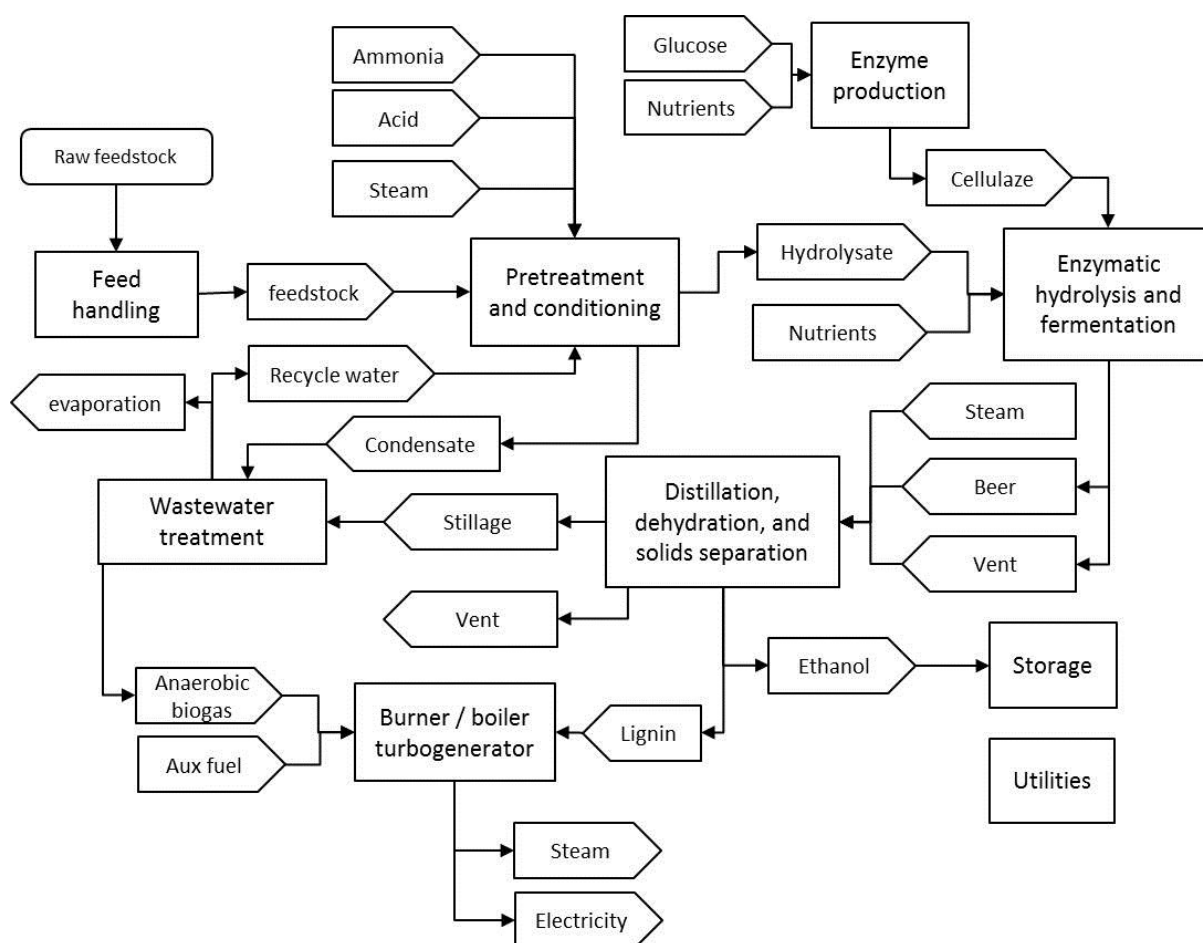 Ammonia
Acid
Steam
Glucose
Nutrients
Enzyme
production
Cellulaze
Raw feedstock
Feed
handling
feedstock
Pretreatment
and conditioning
Hydrolysate
Nutrients
Enzymatic
hydrolysis and
fermentation
Recycle water
evaporation
Condensate
Steam
Beer
Vent
Distillation,
dehydration, and
solids separation
Stillage
Wastewater
treatment
Vent
Ethanol
Storage
Anaerobic
biogas
Aux fuel
Burner / boiler
turbogenerator
Lignin
Utilities
Steam
Electricity